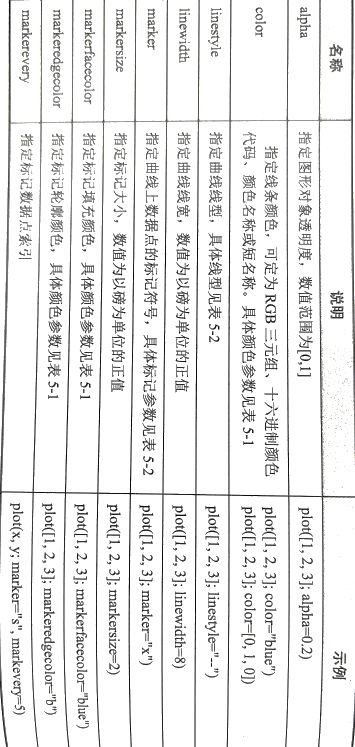 名称 说明 示例
alpha 指定图形对象透明度，数值范围为[0,1] plot([1, 2, 3]; alpha=0.2)
color 指定线条颜色，可定为 RGB 三元组、十六进制颜色 plot([1, 2, 3]; color="blue")
代码、颜色名称或短名称。具体颜色参数见表 5-1 plot([1, 2, 3]; color=[0, 1, 0])
linestyle 指定曲线线型，具体线型见表 5-2 plot([1, 2, 3]; linestyle="--")
linewidth 指定曲线线宽，数值为以磅为单位的正值 plot([1, 2, 3]; linewidth=8)
marker 指定曲线上数据点的标记符号，具体标记参数见表 5-2 plot([1, 2, 3]; marker="x")
markersize 指定标记大小，数值为以磅为单位的正值 plot([1, 2, 3]; markersize=2)
markerfacecolor 指定标记填充颜色，具体颜色参数见表 5-1 plot([1, 2, 3]; markerfacecolor="blue")
markeredgecolor 指定标记轮廓颜色，具体颜色参数见表 5-1 plot([1, 2, 3]; markeredgecolor="b")
markerevery 指定标记数据点索引 plot(x, y; marker="s", markevery=5)